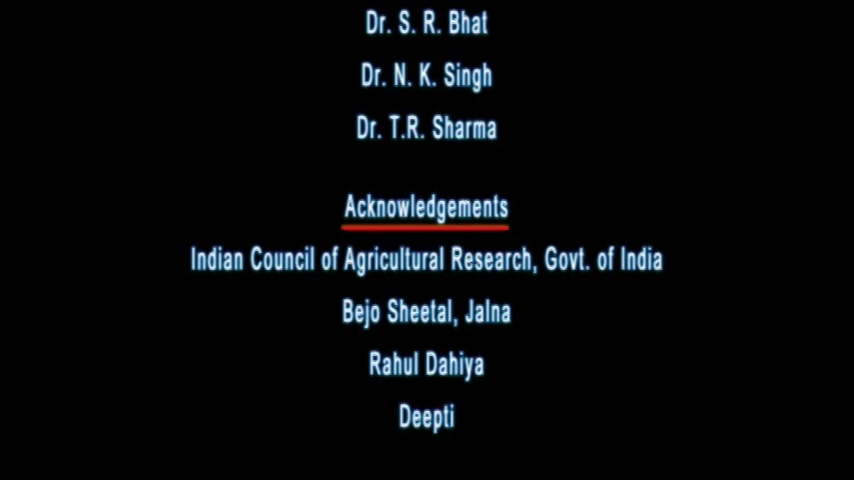 Dr. S. R. Bhat
Dr. N. K. Singh
Dr. T.R. Sharma
Acknowledgements
Indian Council of Agricultural Research, Govt. of India
Bejo Sheetal, Jalna
Rahul Dahiya
Deepti